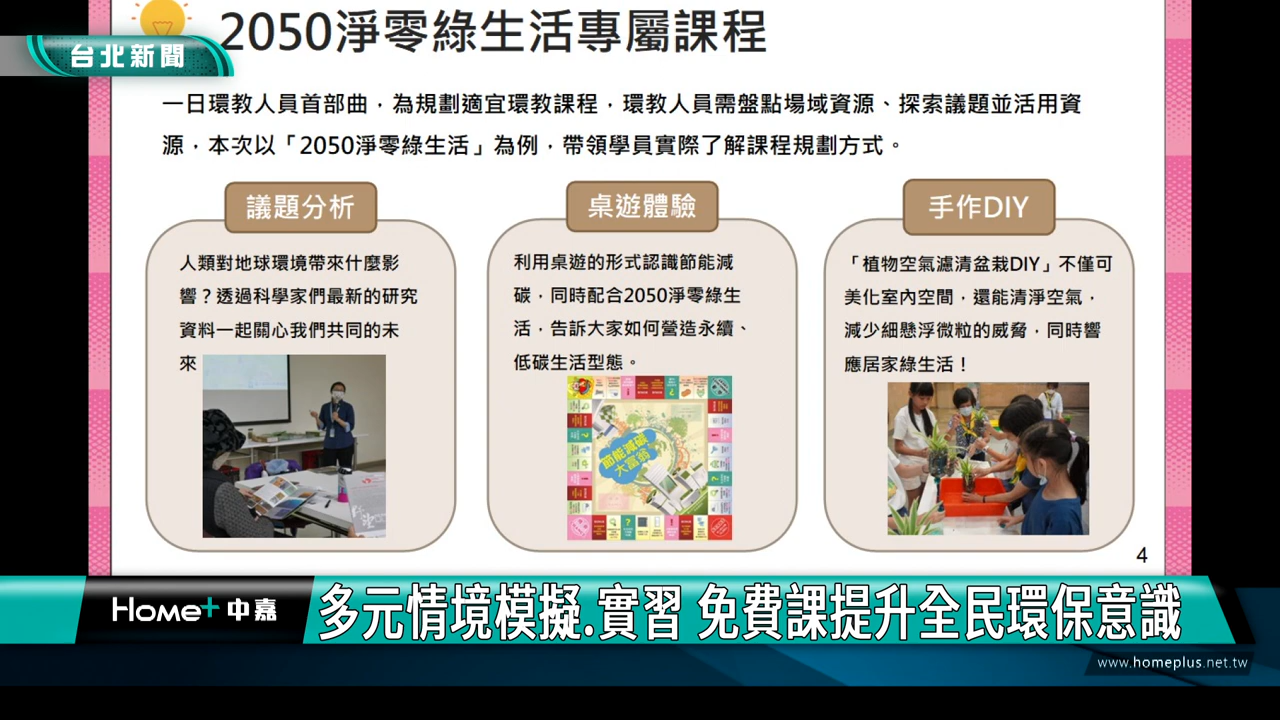 2050淨零綠生活專屬課程
台北新聞
一日環教人員首部曲，為規劃適宜環教課程，環教人員需盤點場域資源、探索議題並活用資
源，本次以「2050淨零綠生活」為例，帶領學員實際了解課程規劃方式。
議題分析
人類對地球環境帶來什麼影
響？透過科學家們最新的研究
資料一起關心我們共同的未
來
桌遊體驗
利用桌遊的形式認識節能減
碳，同時配合2050淨零綠生
活，告訴大家如何營造永續、
低碳生活型態。
節能減碳
大富翁
手作DIY
「植物空氣濾清盆栽DIY」不僅可
美化室內空間，還能清淨空氣，
減少細懸浮微粒的威脅，同時響
應居家綠生活！
4
Home+中嘉
多元情境模擬.實習 免費課提升全民環保意識
www.homeplus.net.tw